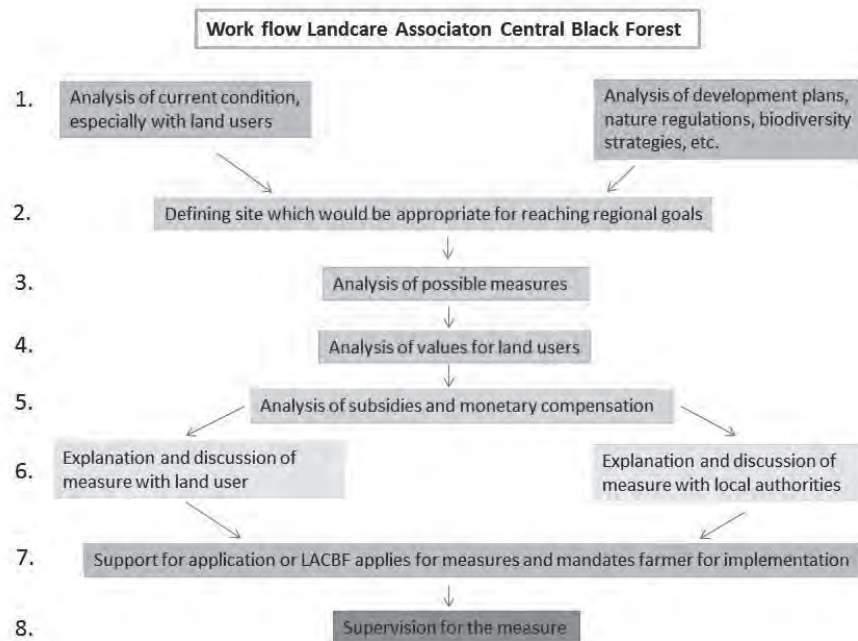 Work flow Landcare Associaton Central Black Forest
1.
Analysis of current condition,
especially with land users
Analysis of development plans,
nature regulations, biodiversity
strategies, etc.
2.
Defining site which would be appropriate for reaching regional goals
3.
Analysis of possible measures
4.
Analysis of values for land users
5.
Analysis of subsidies and monetary compensation
6.
Explanation and discussion of
measure with land user
Explanation and discussion of
measure with local authorities
7.
Support for application or LACBF applies for measures and mandates farmer for implementation
8.
Supervision for the measure